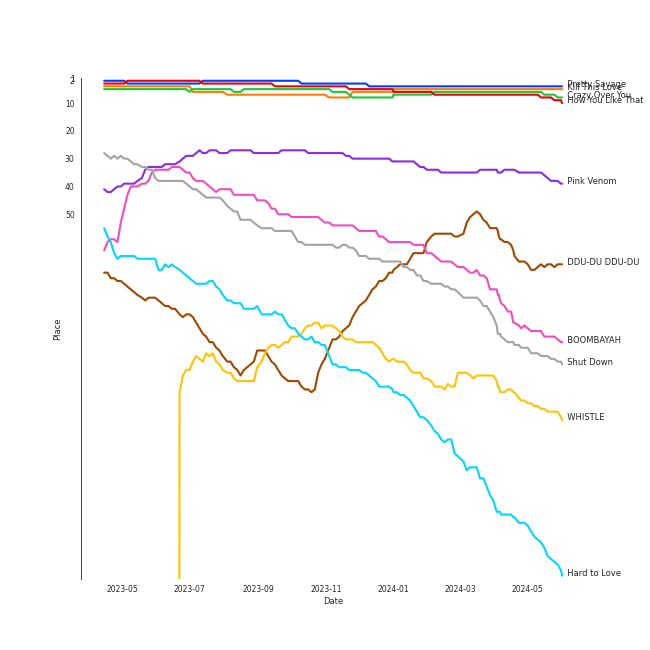 1
2
10
20
30
40
50
Place
Pretty Savage
Kill This Love
Crazy Over You
How You Like That
Pink Venom
DDU-DU DDU-DU
BOOMBAYAH
Shut Down
WHISTLE
Hard to Love
2023-05 2023-07 2023-09 2023-11 2024-01 2024-03 2024-05
Date